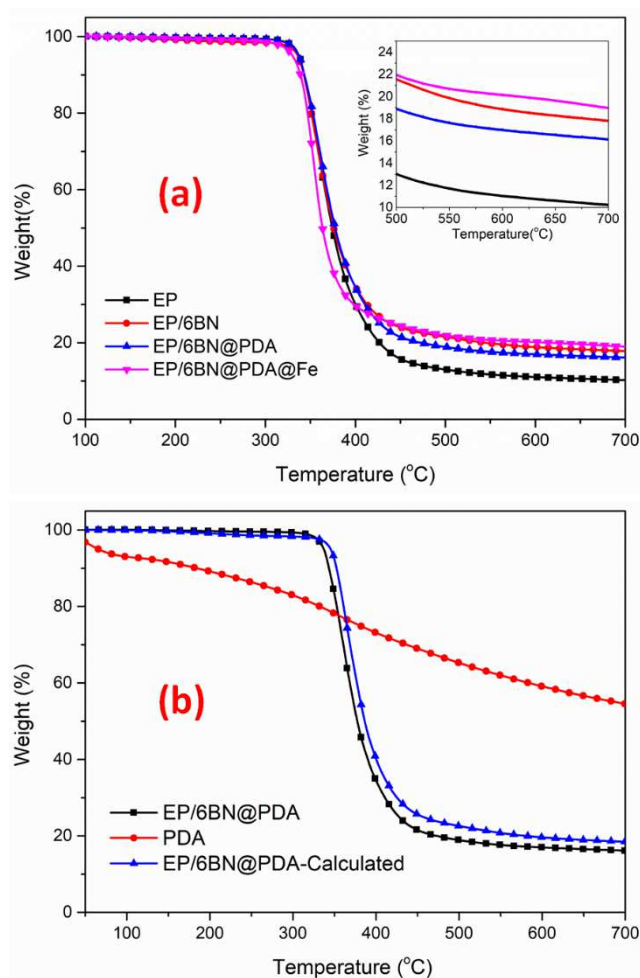 100
80
60
40
20
0
Weight(%)
(a)
EP
EP/6BN
EP/6BN@PDA
EP/6BN@PDA@Fe
24
22
20
18
16
14
12
10
Weight (%)
500 550 600 650 700
Temperature(°C)
100 200 300 400 500 600 700
Temperature (°C)
100
80
60
40
20
0
Weight (%)
(b)
EP/6BN@PDA
PDA
EP/6BN@PDA-Calculated
100 200 300 400 500 600 700
Temperature (°C)